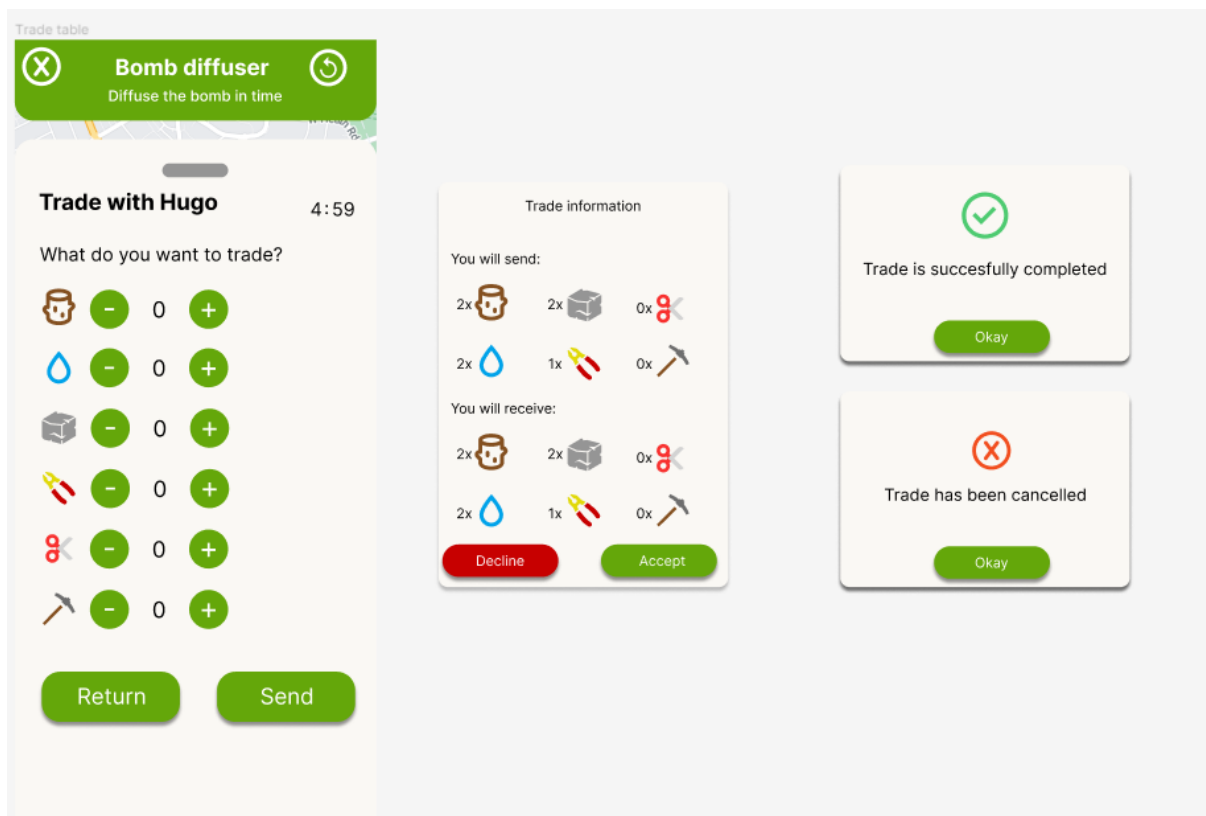 Trade table
Bomb diffuser
Diffuse the bomb in time
Trade with Hugo
4:59
What do you want to trade?
- 0 +
- 0 +
- 0 +
- 0 +
- 0 +
- 0 +
Return Send
Trade information
You will send:
2x 2x 0x
2x 1x 0x
You will receive:
2x 2x 0x
2x 1x 0x
Decline Accept
Trade is succesfully completed
Okay
Trade has been cancelled
Okay